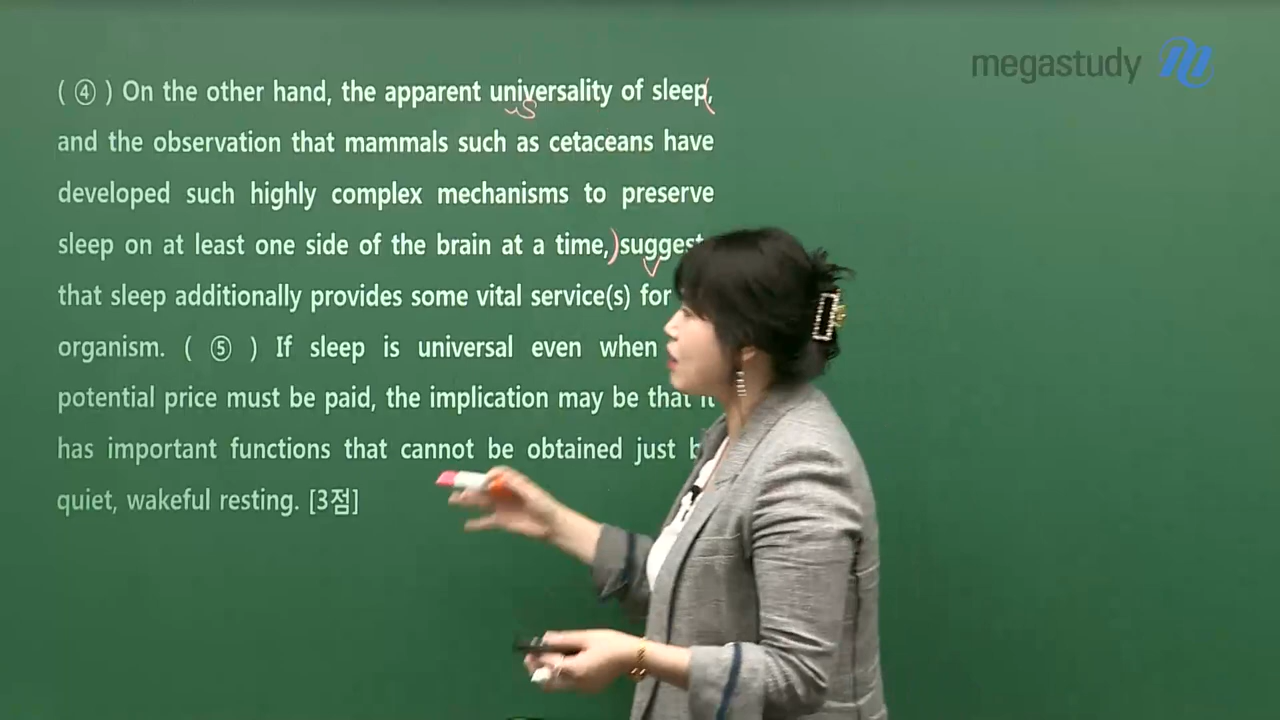 megastudy
( ④ ) On the other hand, the apparent universality of sleep,
S
and the observation that mammals such as cetaceans have
developed such highly complex mechanisms to preserve
sleep on at least one side of the brain at a time, suggest
V
that sleep additionally provides some vital service(s) for
organism. ( ⑤ ) If sleep is universal even when
potential price must be paid, the implication may be that it
has important functions that cannot be obtained just
quiet, wakeful resting. [3점]